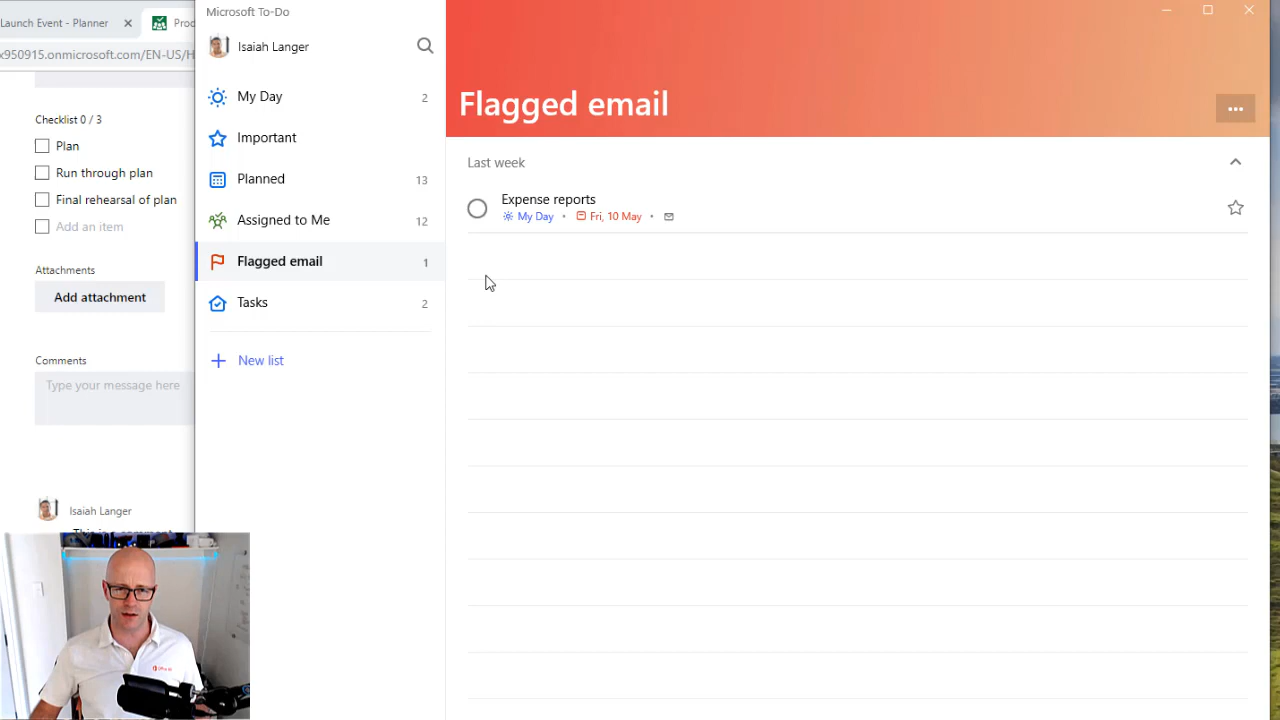 Launch Event - Planner
Prod
x950915.onmicrosoft.com/EN-US/H
Checklist 0 / 3
Plan
Run through plan
Final rehearsal of plan
Add an item
Attachments
Add attachment
Comments
Type your message here
Isaiah Langer
This is a comment
Microsoft To-Do
Isaiah Langer
My Day 2
Important
Planned 13
Assigned to Me 12
Flagged email 1
Tasks 2
New list
Flagged email
Last week
Expense reports
My Day • Fri, 10 May •